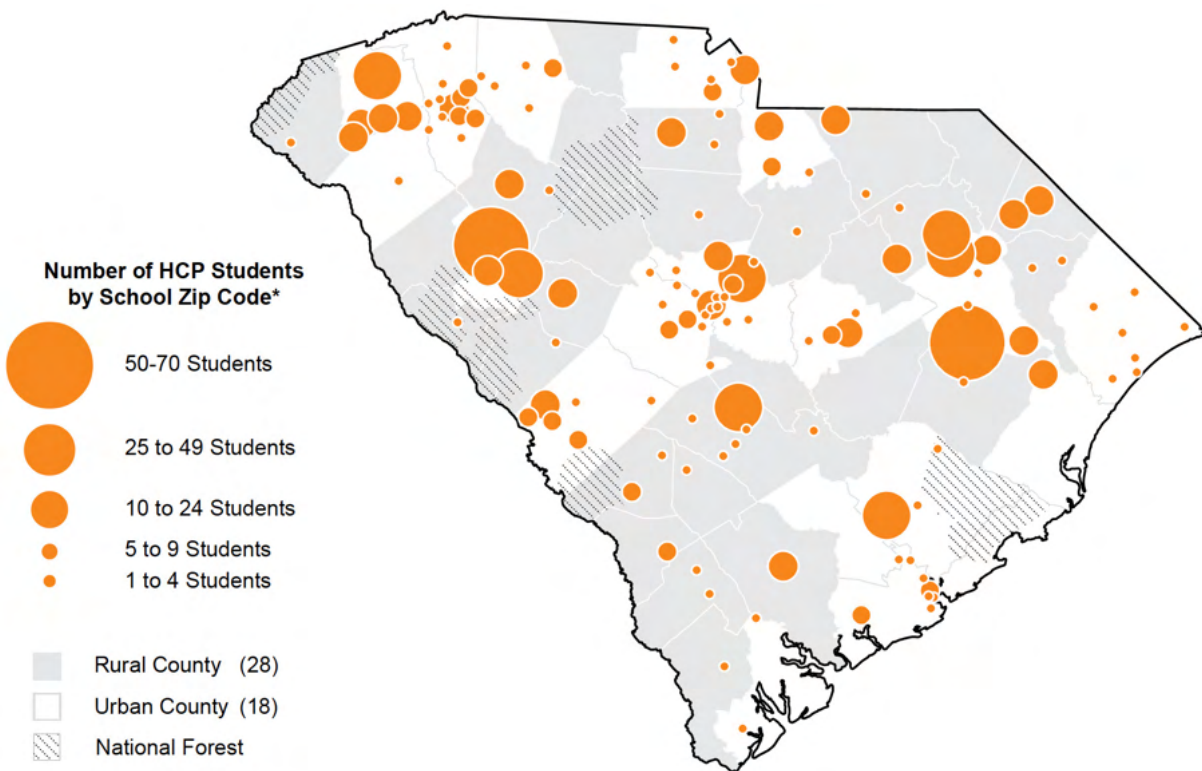 Number of HCP Students
by School Zip Code*
50-70 Students
25 to 49 Students
10 to 24 Students
5 to 9 Students
1 to 4 Students
Rural County (28)
Urban County (18)
National Forest